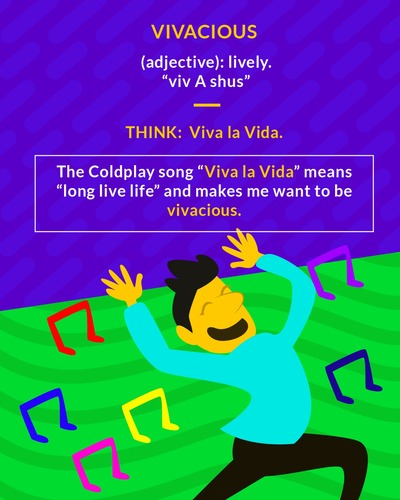 VIVACIOUS
(adjective): lively.
“viv A shus”
THINK: Viva la Vida.
The Coldplay song “Viva la Vida” means
“long live life” and makes me want to be
vivacious.